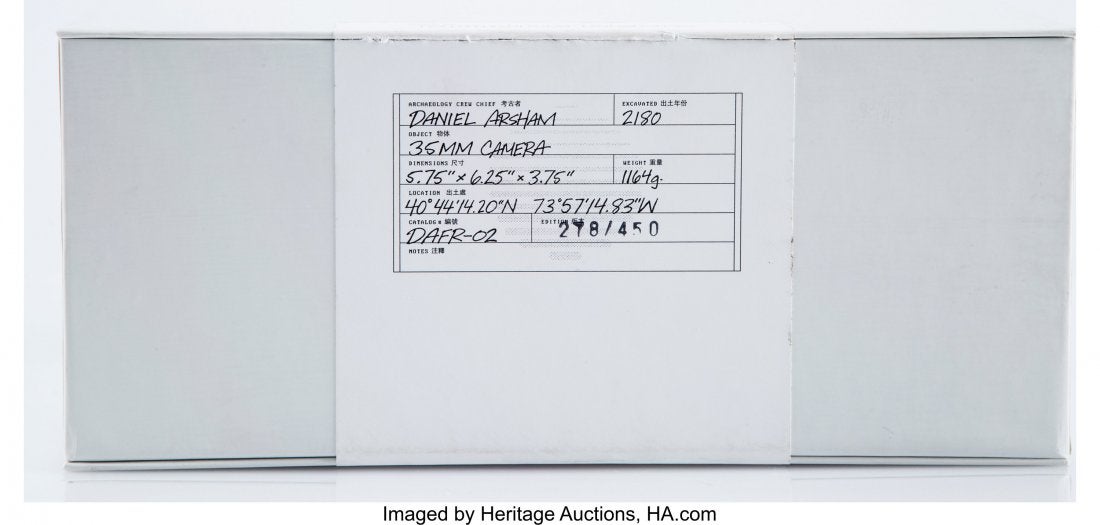 ARCHAEOLOGY CREW CHIEF 考古者 EXCAVATED 出土年份
DANIEL ARSHAM 2180
OBJECT 物体
35MM CAMERA
DIMENSIONS 尺寸 WEIGHT 重量
5.75" × 6.25" × 3.75" 1164g.
LOCATION 出土處
40°44'14.20"N 73°57'14.83"W
CATALOG# 編號 EDITION 版本
DAFR-02 278/450
NOTES 注釋
Imaged by Heritage Auctions, HA.com